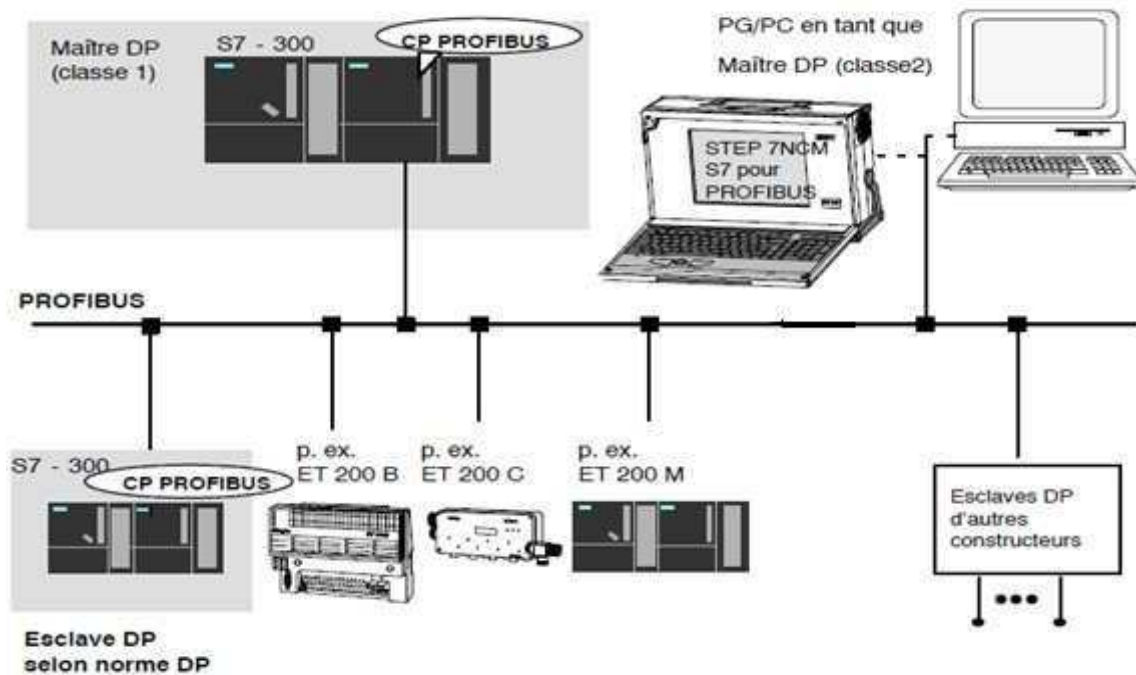 Maître DP
(classe 1)
S7 - 300
CP PROFIBUS
PG/PC en tant que
Maître DP (classe2)
STEP 7NCM
S7 pour
PROFIBUS
PROFIBUS
S7 - 300
CP PROFIBUS
p. ex.
ET 200 B
p. ex.
ET 200 C
p. ex.
ET 200 M
Esclaves DP
d'autres
constructeurs
Esclave DP
selon norme DP